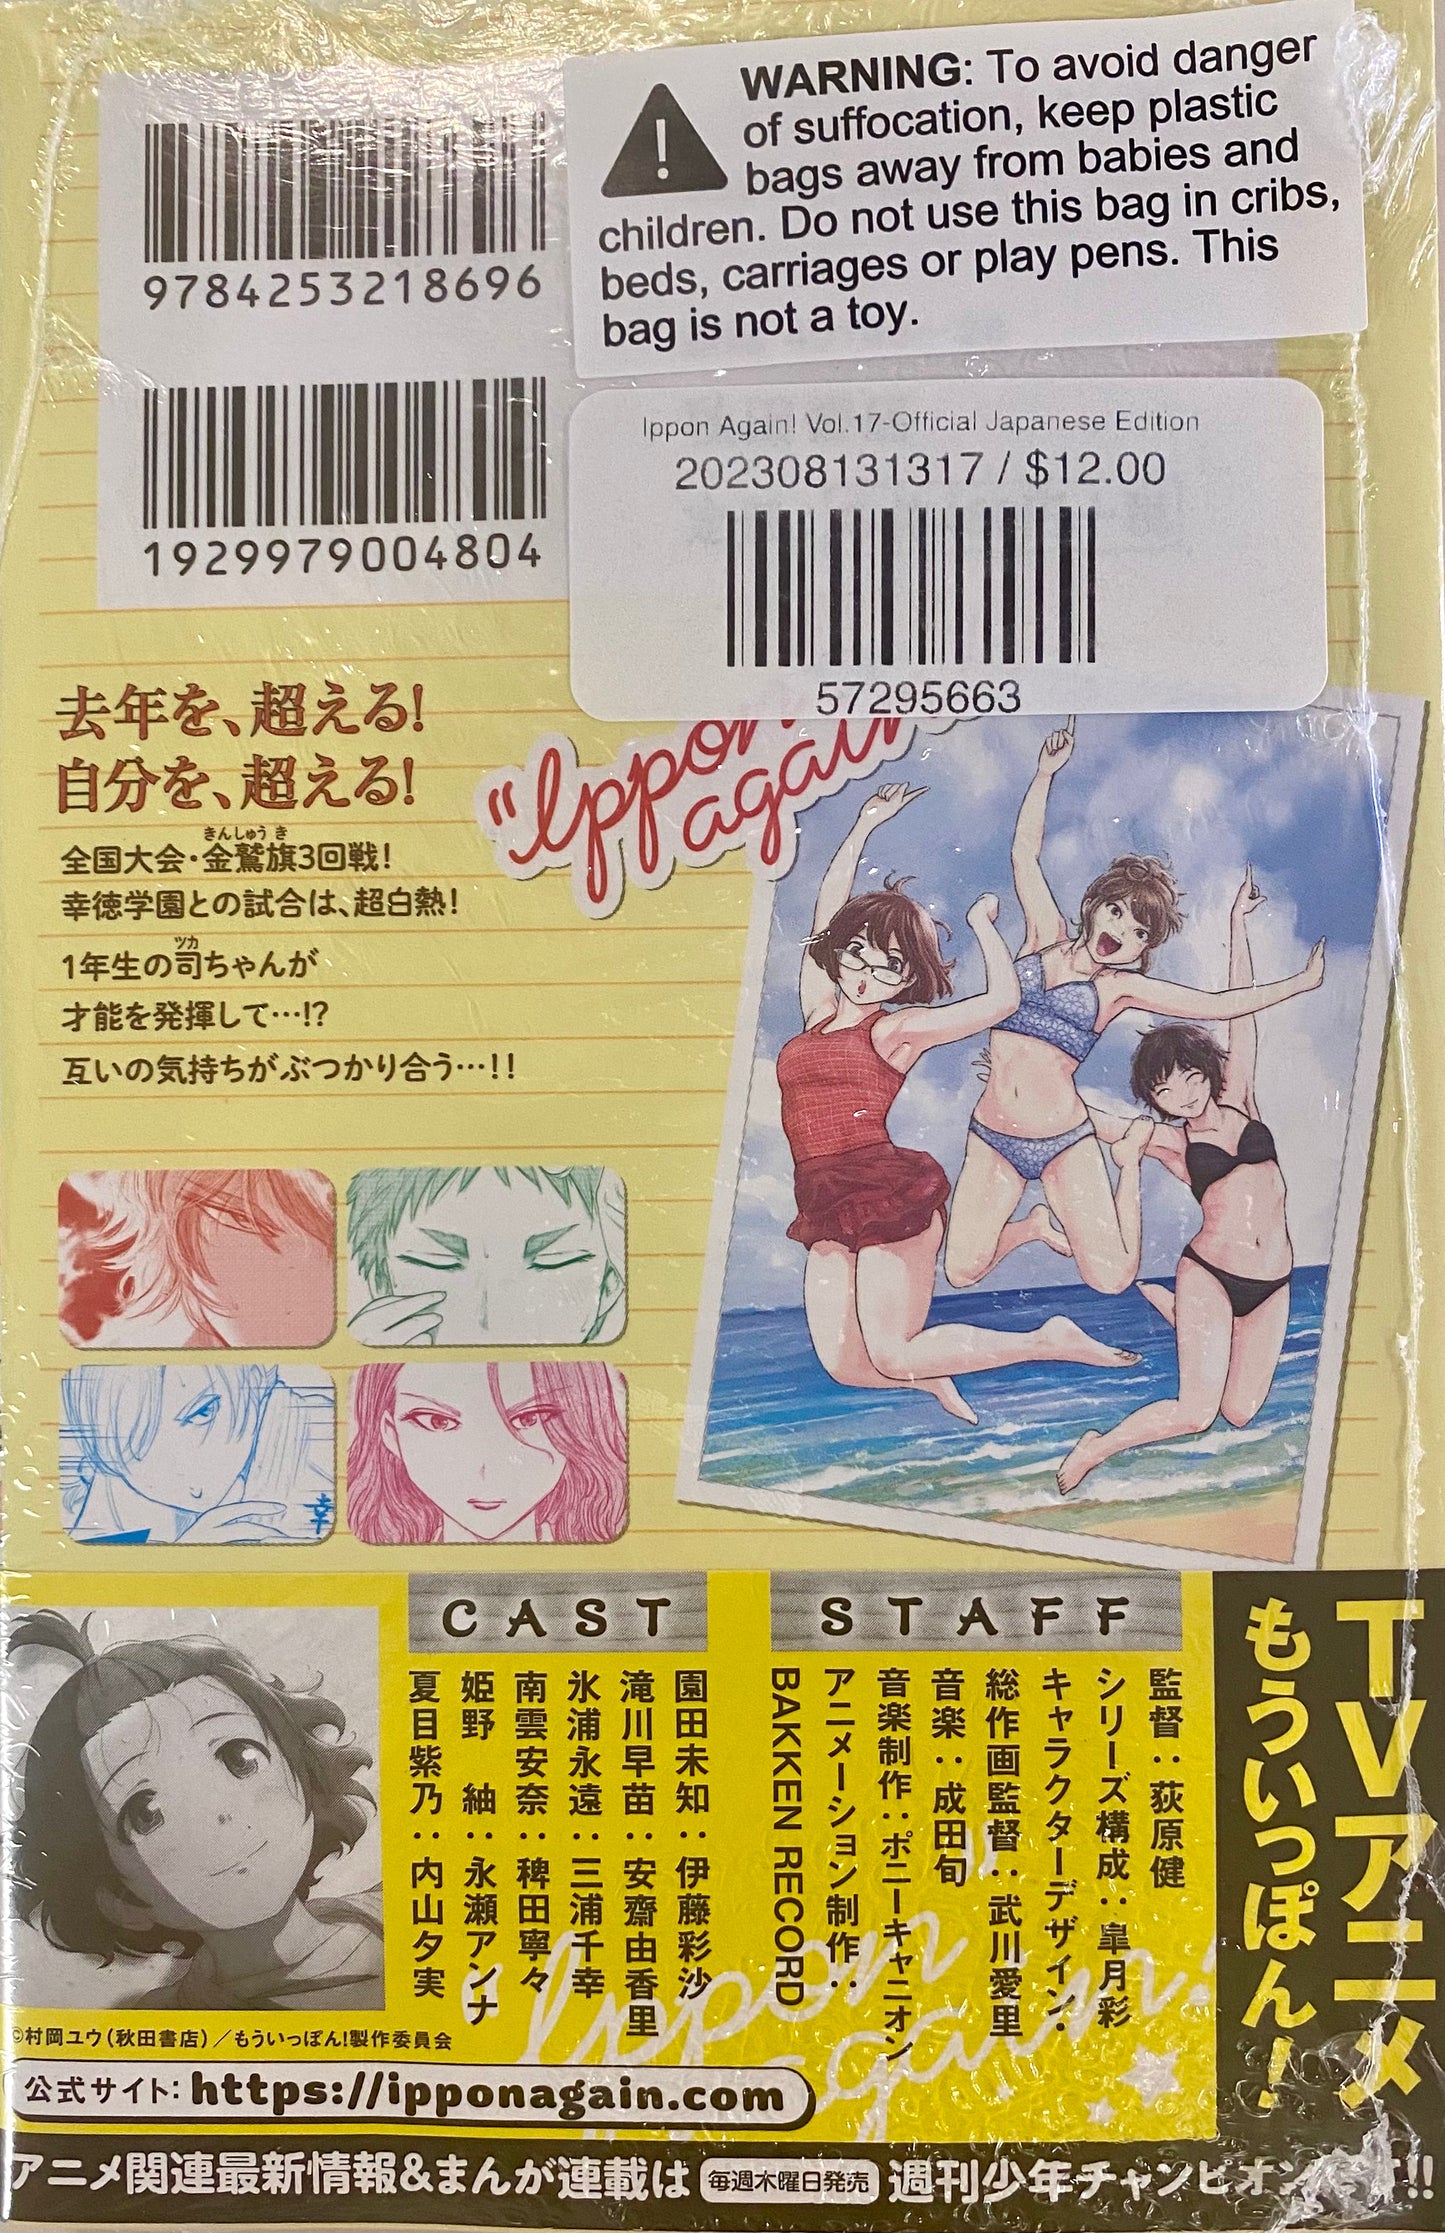 9784253218696
1929979004804
WARNING: To avoid danger
of suffocation, keep plastic
bags away from babies and
children. Do not use this bag in cribs,
beds, carriages or play pens. This
bag is not a toy.
Ippon Again! Vol.17-Official Japanese Edition
202308131317 / $12.00
57295663
"Ippon
again
去年を、超える!
自分を、超える!
きんしゅうき
全国大会・金鷲旗3回戦!
幸徳学園との試合は、超白熱!
ツカ
1年生の司ちゃんが
才能を発揮して…!?
互いの気持ちがぶつかり合う…!!
幸
TVアニメ
もういっぽん!
STAFF
監督:荻原健
シリーズ構成:皐月彩
キャラクターデザイン・
総作画監督:武川愛里
音楽:成田旬
音楽制作:ポニーキャニオン
アニメーション制作:
BAKKEN RECORD
CAST
園田未知:伊藤彩沙
滝川早苗:安齋由香里
氷浦永遠:三浦千幸
南雲安奈:稗田寧々
姫野 紬:永瀬アンナ
夏目紫乃:内山夕実
"Ippon
again!
©村岡ユウ(秋田書店)/もういっぽん!製作委員会
公式サイト:https://ipponagain.com
アニメ関連最新情報&まんが連載は 毎週木曜日発売 週刊少年チャンピオン